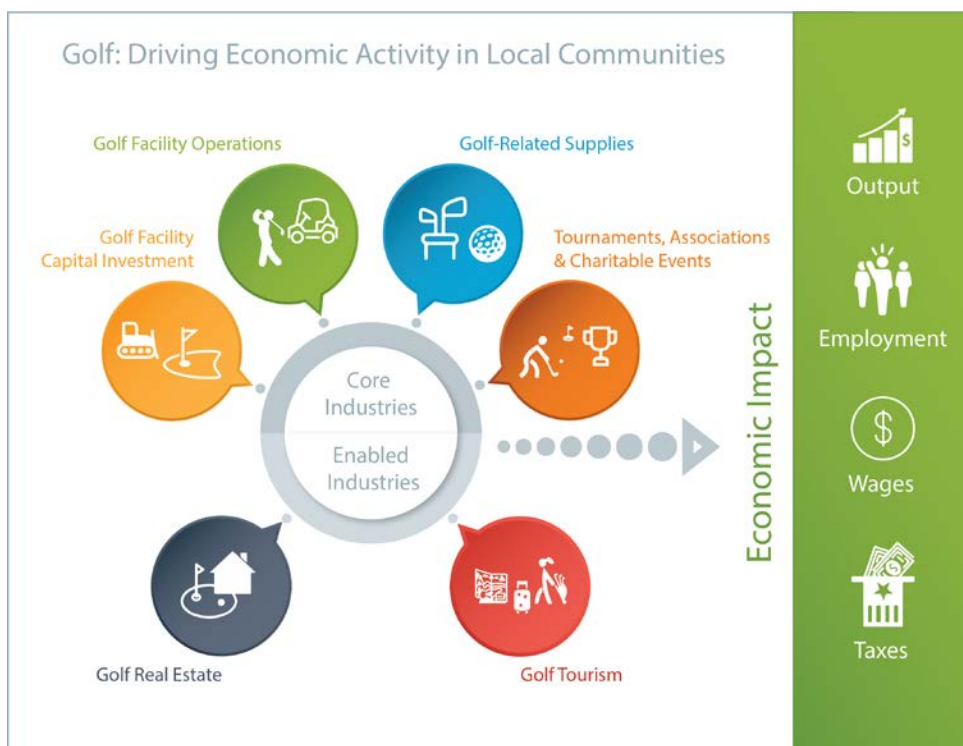 Golf: Driving Economic Activity in Local Communities
Golf Facility Operations
Golf-Related Supplies
Golf Facility
Capital Investment
Tournaments, Associations
& Charitable Events
Core
Industries
Enabled
Industries
Golf Real Estate
Golf Tourism
Economic Impact
$
Output
Employment
$
Wages
$
Taxes